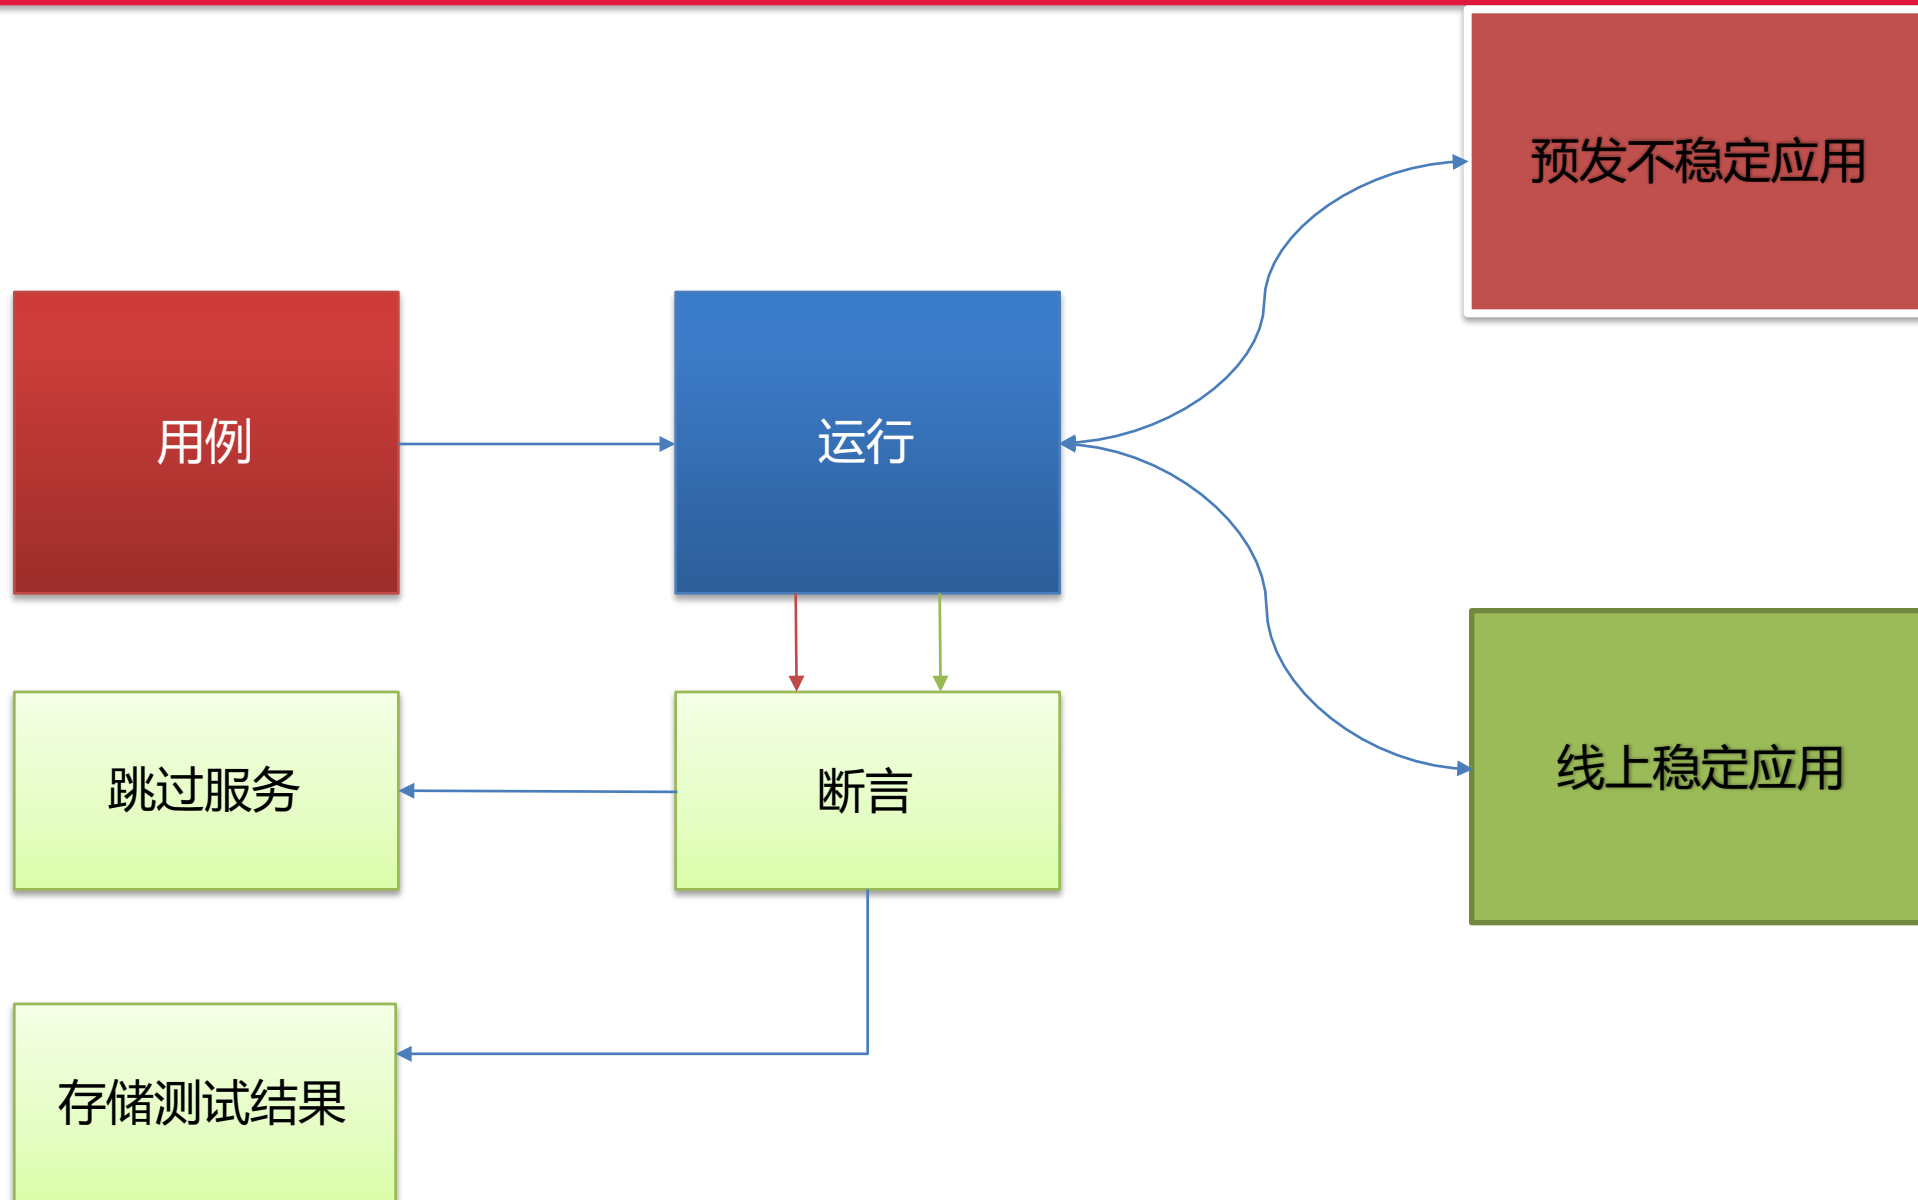 预发不稳定应用
用例
运行
线上稳定应用
跳过服务
断言
存储测试结果